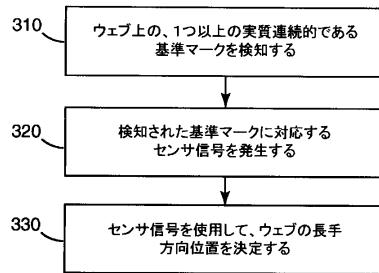 310
ウェブ上の、1つ以上の実質連続的である
基準マークを検知する
320
検知された基準マークに対応する
センサ信号を発生する
330
センサ信号を使用して、ウェブの長手
方向位置を決定する